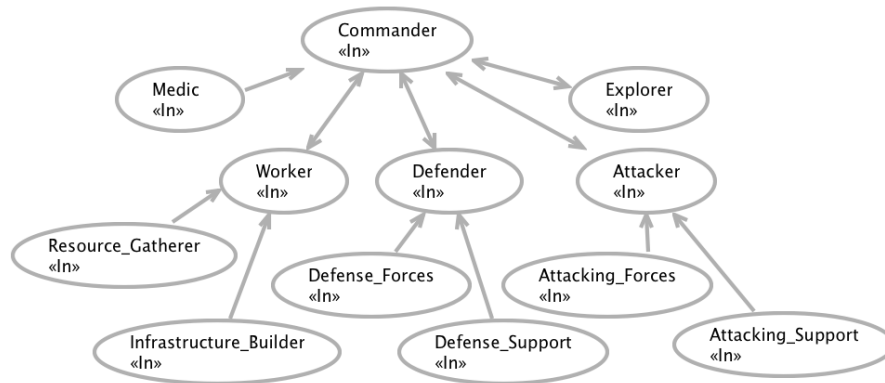 Commander
«In»
Medic
«In»
Explorer
«In»
Worker
«In»
Defender
«In»
Attacker
«In»
Resource_Gatherer
«In»
Defense_Forces
«In»
Attacking_Forces
«In»
Infrastructure_Builder
«In»
Defense_Support
«In»
Attacking_Support
«In»